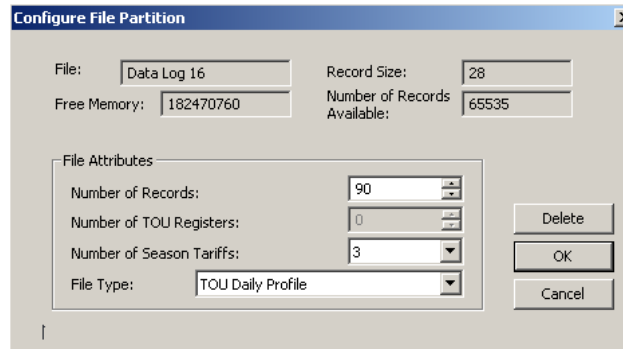 Configure File Partition
File: Data Log 16 Record Size: 28
Free Memory: 182470760 Number of Records Available: 65535
File Attributes
Number of Records: 90
Number of TOU Registers: 0
Number of Season Tariffs: 3
File Type: TOU Daily Profile
Delete
OK
Cancel